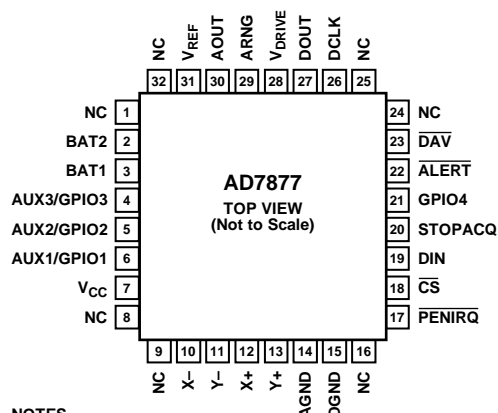 NC
V_REF
AOUT
ARNG
V_DRIVE
DOUT
DCLK
NC
32 31 30 29 28 27 26 25
NC 1
BAT2 2
BAT1 3
AUX3/GPIO3 4
AUX2/GPIO2 5
AUX1/GPIO1 6
V_CC 7
NC 8
AD7877
TOP VIEW
(Not to Scale)
24 NC
23 DAV
22 ALERT
21 GPIO4
20 STOPACQ
19 DIN
18 CS
17 PENIRQ
9 10 11 12 13 14 15 16
NC
X–
Y–
X+
Y+
AGND
DGND
NC
NOTES